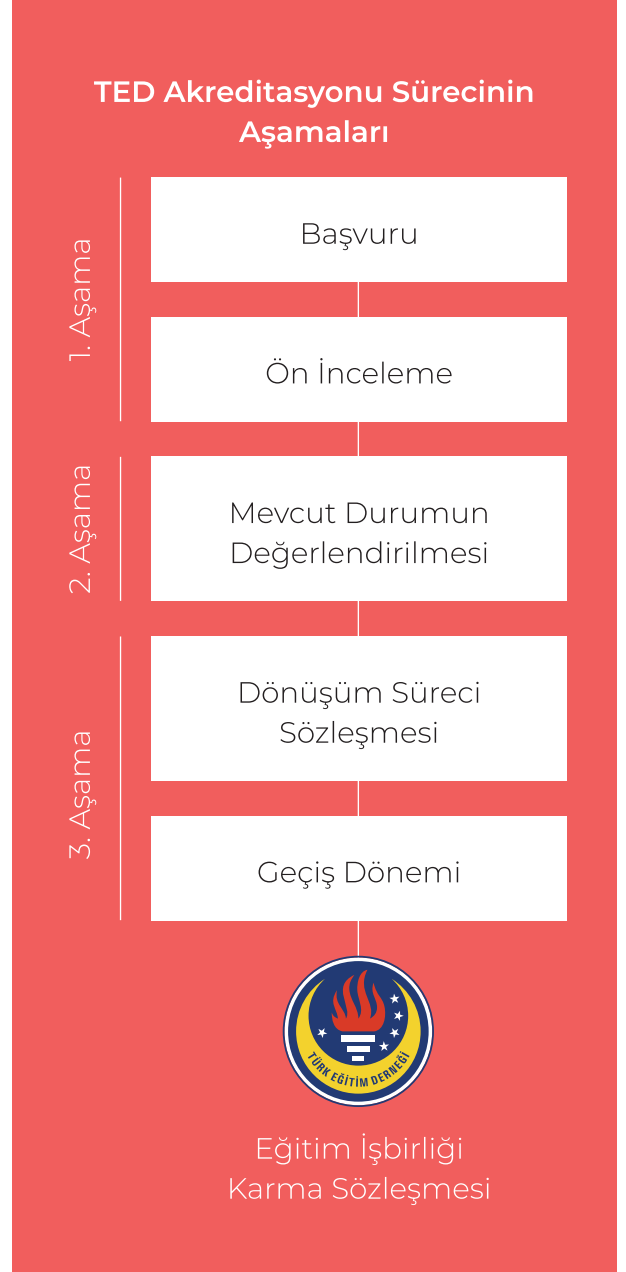 TED Akreditasyonu Sürecinin
Aşamaları
1. Aşama
Başvuru
Ön İnceleme
2. Aşama
Mevcut Durumun
Değerlendirilmesi
3. Aşama
Dönüşüm Süreci
Sözleşmesi
Geçiş Dönemi
TÜRK EĞİTİM DERNEĞİ
Eğitim İşbirliği
Karma Sözleşmesi